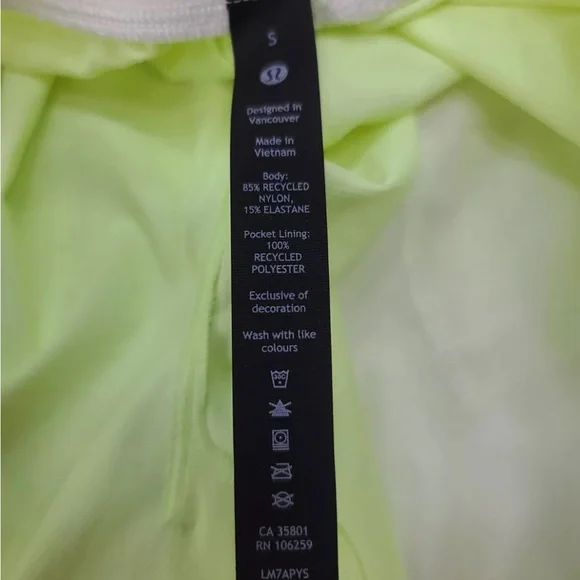 S
Designed in
Vancouver
Made in
Vietnam
Body:
85% RECYCLED
NYLON,
15% ELASTANE
Pocket Lining:
100%
RECYCLED
POLYESTER
Exclusive of
decoration
Wash with like
colours
30C
CA 35801
RN 106259
LM7APYS